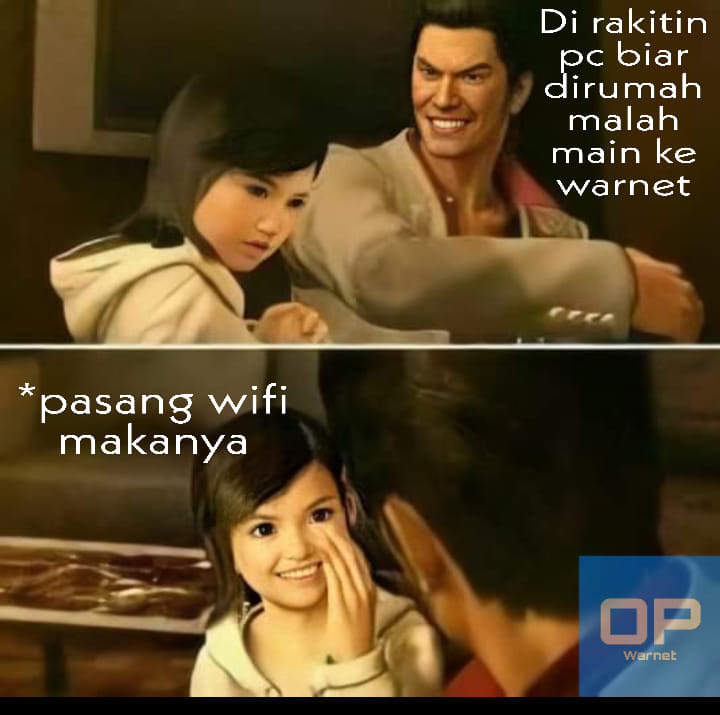 Di rakitin
pc biar
dirumah
malah
main ke
warnet
*pasang wifi
makanya
OP
Warnet